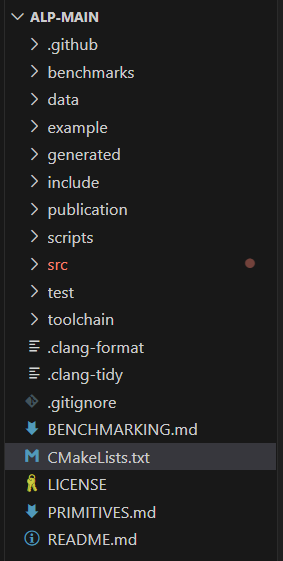 ALP-MAIN
.github
benchmarks
data
example
generated
include
publication
scripts
src
test
toolchain
.clang-format
.clang-tidy
.gitignore
BENCHMARKING.md
CMakeLists.txt
LICENSE
PRIMITIVES.md
README.md